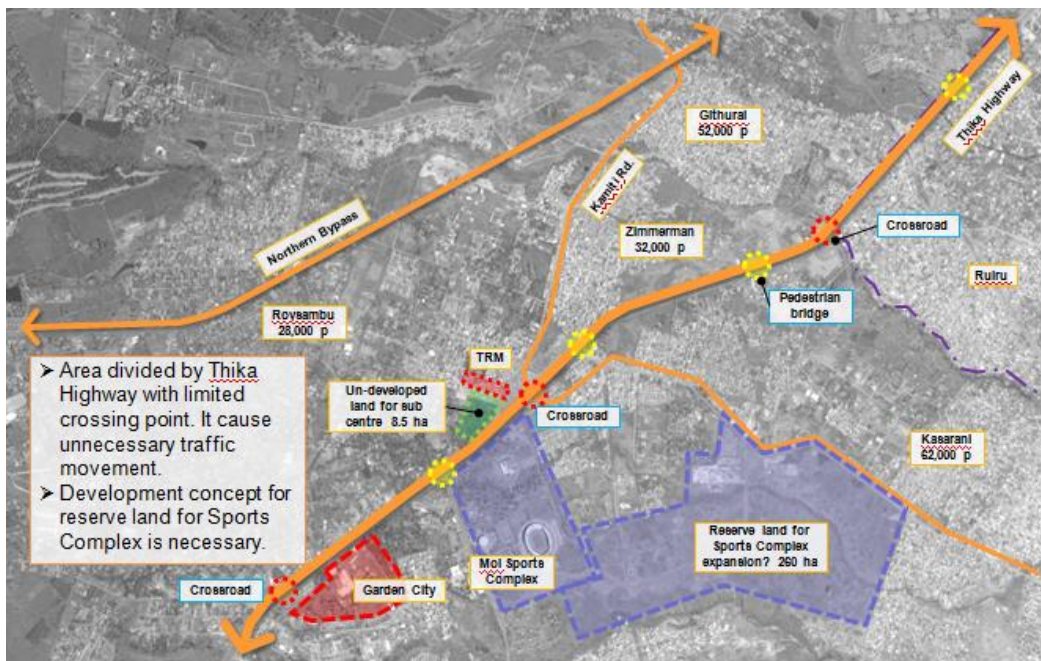 Githurai
52,000 p
Thika Highway
Kamiti Rd.
Zimmerman
32,000 p
Crossroad
Northern Bypass
Ruiru
Pedestrian
bridge
Roysambu
28,000 p
TRM
Un-developed
land for sub
centre 8.5 ha
Crossroad
Kasarani
62,000 p
➢ Area divided by Thika
Highway with limited
crossing point. It cause
unnecessary traffic
movement.
➢ Development concept for
reserve land for Sports
Complex is necessary.
Reserve land for
Sports Complex
expansion? 260 ha
Moi Sports
Complex
Crossroad
Garden City